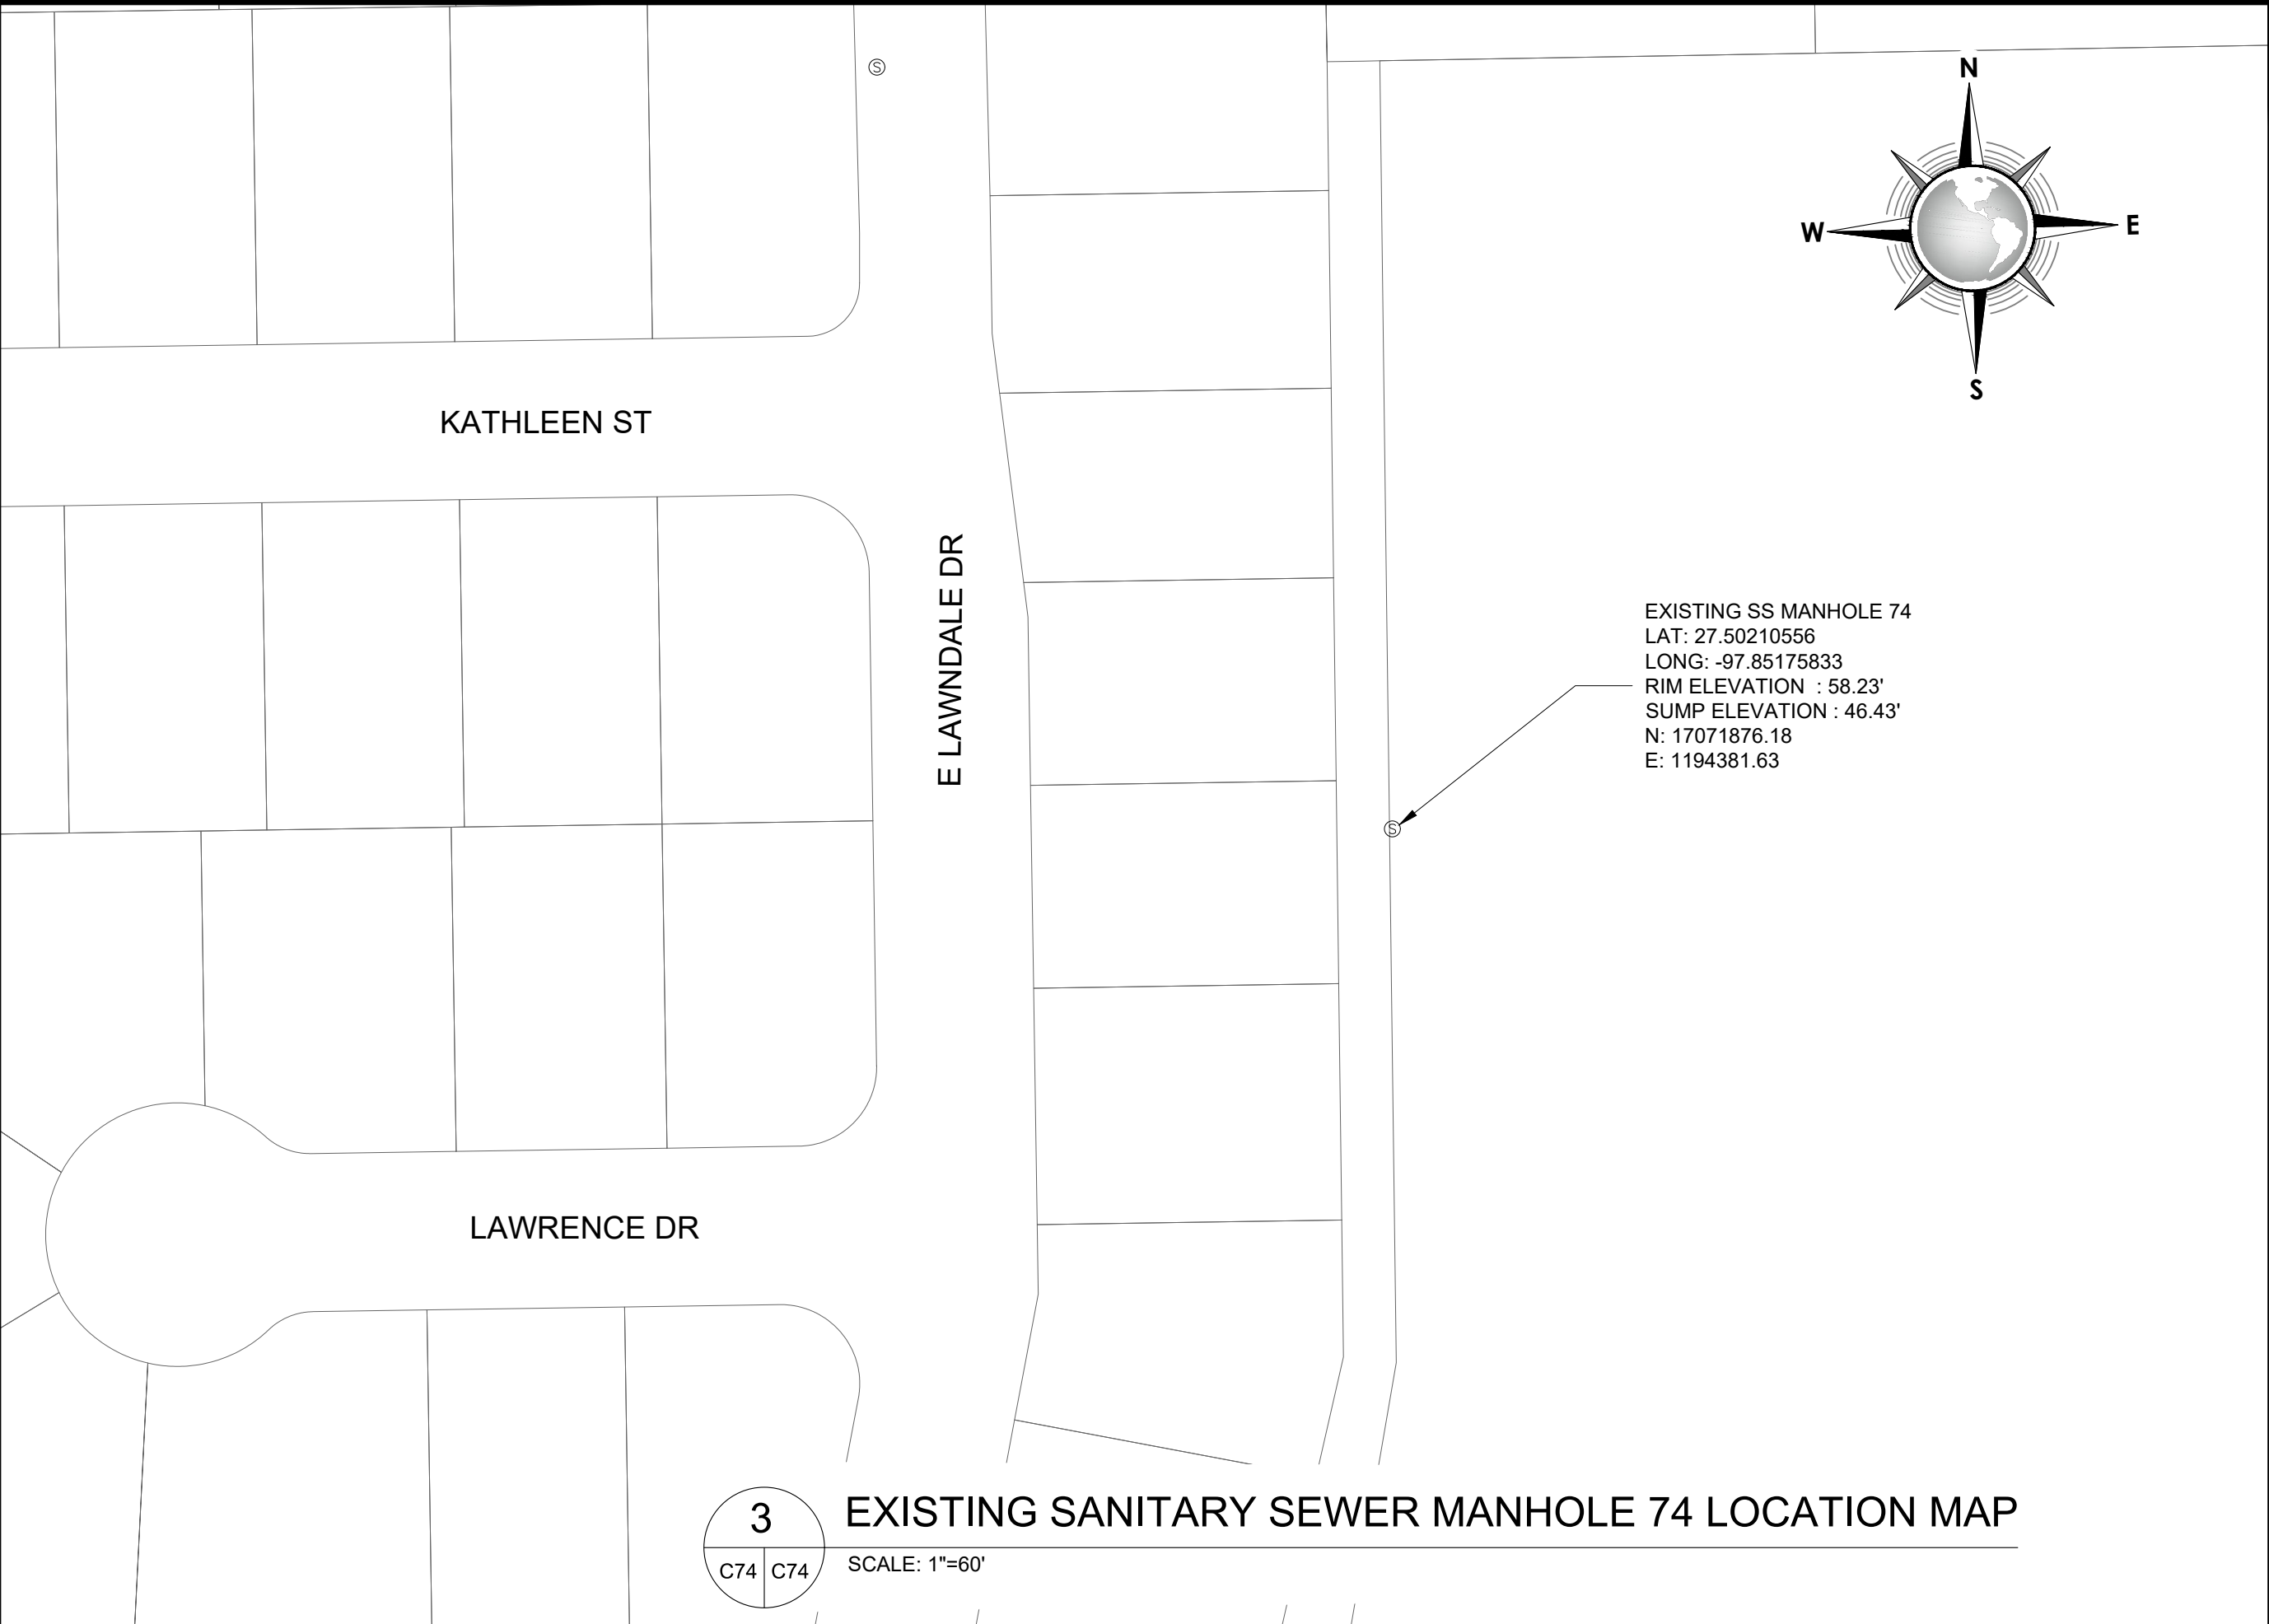 N
W
E
S
S
KATHLEEN ST
E LAWNDALE DR
EXISTING SS MANHOLE 74
LAT: 27.50210556
LONG: -97.85175833
RIM ELEVATION : 58.23'
SUMP ELEVATION : 46.43'
N: 17071876.18
E: 1194381.63
S
LAWRENCE DR
3
C74 C74
EXISTING SANITARY SEWER MANHOLE 74 LOCATION MAP
SCALE: 1"=60'